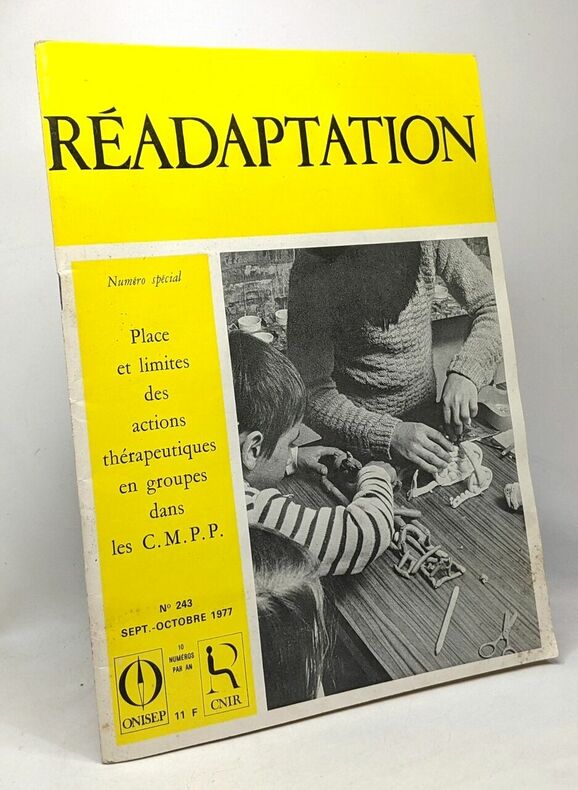 RÉADAPTATION
Numéro spécial
Place
et limites
des
actions
thérapeutiques
en groupes
dans
les C.M.P.P.
N° 243
SEPT.-OCTOBRE 1977
10
NUMÉROS
PAR AN
ONISEP
11 F
CNIR